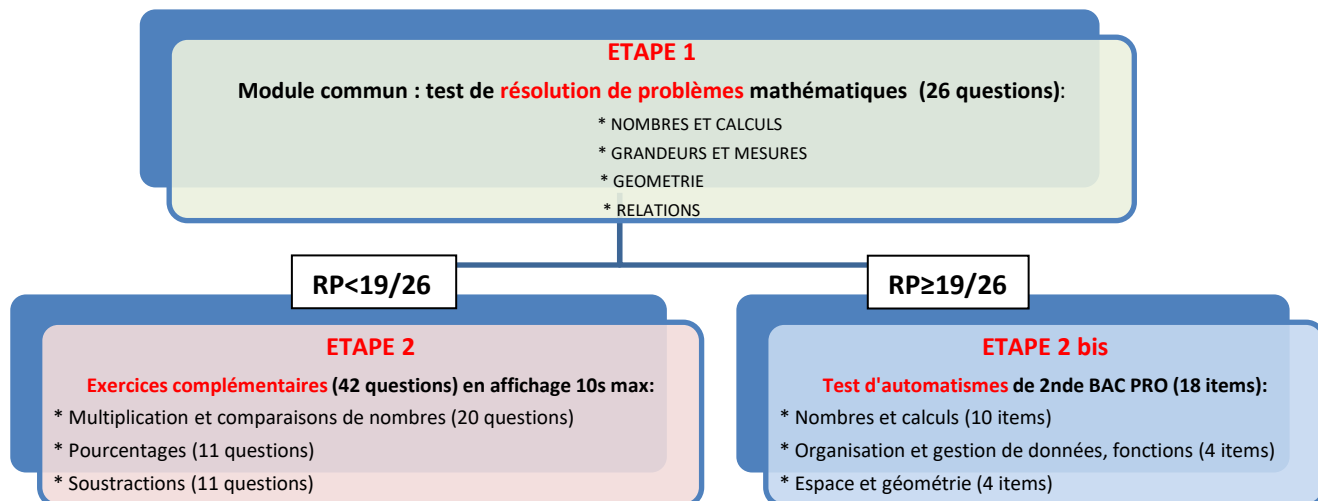 ETAPE 1
Module commun : test de résolution de problèmes mathématiques (26 questions):
* NOMBRES ET CALCULS
* GRANDEURS ET MESURES
* GEOMETRIE
* RELATIONS
RP<19/26
RP≥19/26
ETAPE 2
Exercices complémentaires (42 questions) en affichage 10s max:
* Multiplication et comparaisons de nombres (20 questions)
* Pourcentages (11 questions)
* Soustractions (11 questions)
ETAPE 2 bis
Test d'automatismes de 2nde BAC PRO (18 items):
* Nombres et calculs (10 items)
* Organisation et gestion de données, fonctions (4 items)
* Espace et géométrie (4 items)